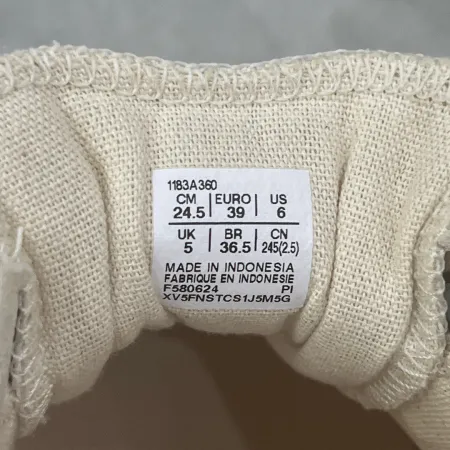 1183A360
CM EURO US
24.5 39 6
UK BR CN
5 36.5 245(2.5)
MADE IN INDONESIA
FABRIQUE EN INDONÉSIE
F580624 PI
XV5FNSTCS1J5M5G